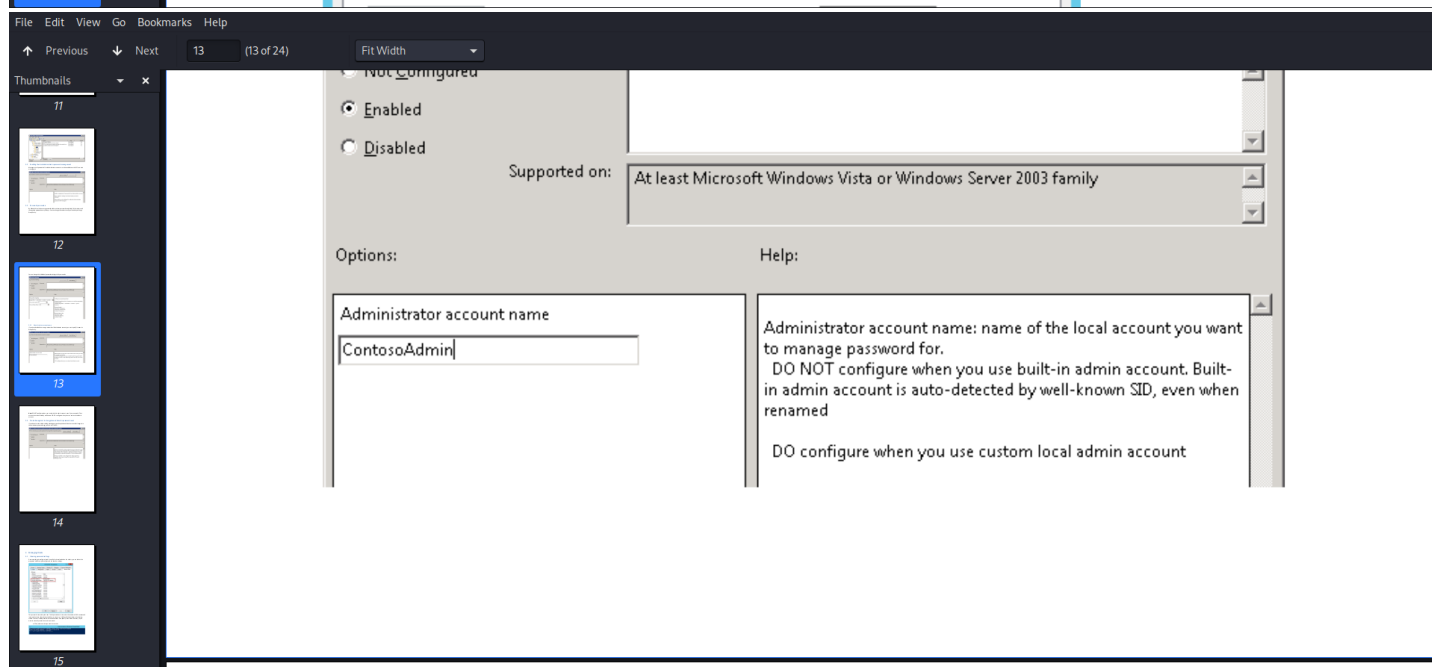 File Edit View Go Bookmarks Help
Previous Next 13 (13 of 24) Fit Width
Thumbnails
11
12
13
14
15
Not Configured
Enabled
Disabled
Supported on:
At least Microsoft Windows Vista or Windows Server 2003 family
Options:
Help:
Administrator account name
ContosoAdmin
Administrator account name: name of the local account you want
to manage password for.
DO NOT configure when you use built-in admin account. Built-
in admin account is auto-detected by well-known SID, even when
renamed
DO configure when you use custom local admin account